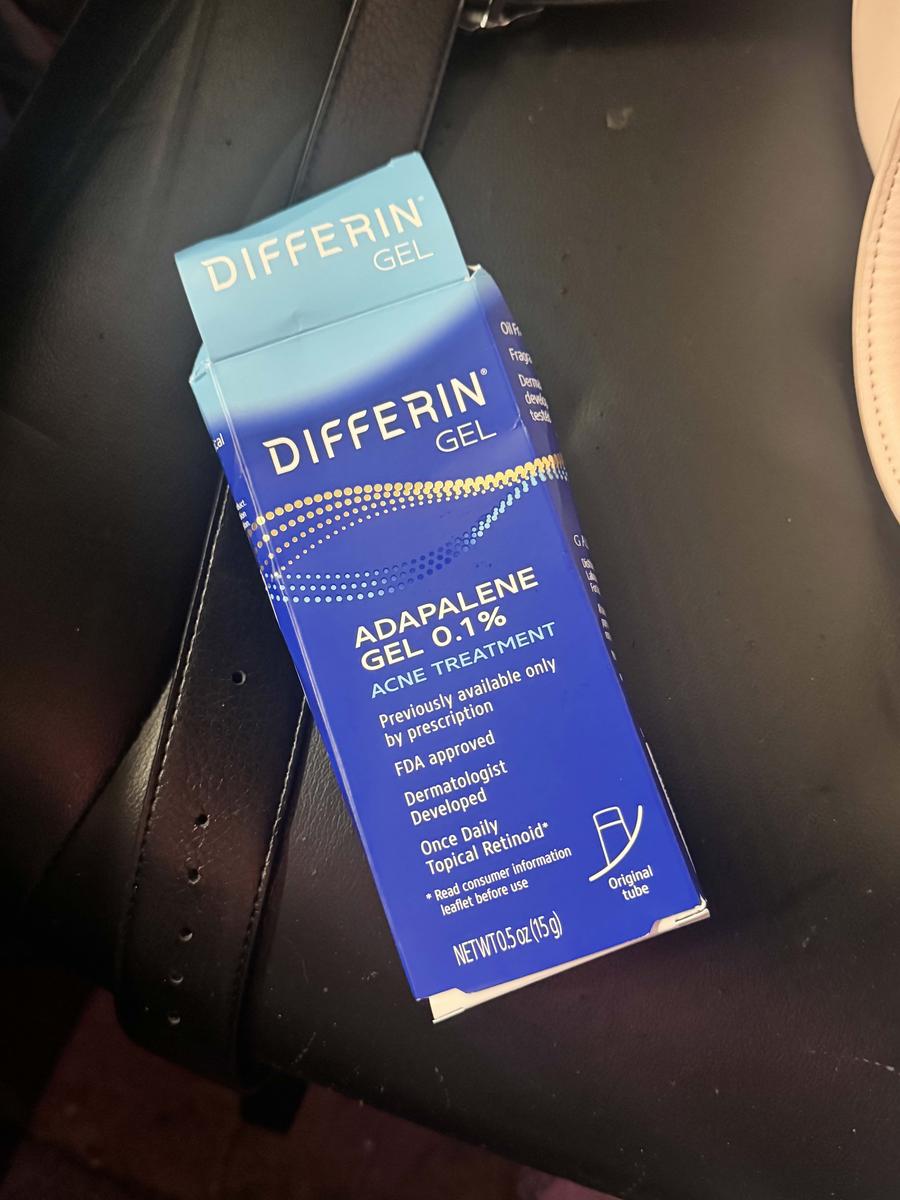 DIFFERIN®
GEL
DIFFERIN®
GEL
ADAPALENE
GEL 0.1%
ACNE TREATMENT
Previously available only
by prescription
FDA approved
Dermatologist
Developed
Once Daily
Topical Retinoid*
* Read consumer information
leaflet before use
Original
tube
NET WT 0.5 oz (15 g)